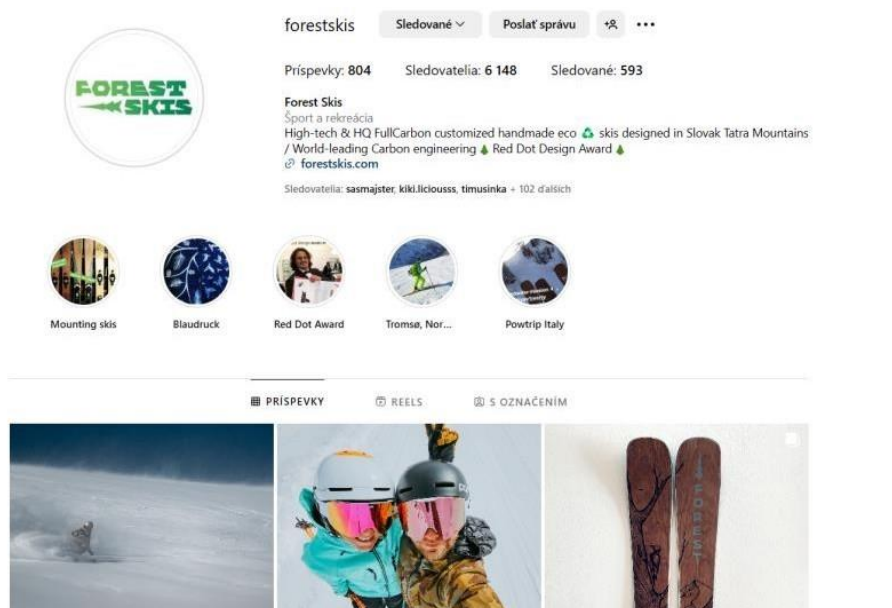 FOREST
SKIS
forestskis
Sledované
Poslať správu
Príspevky: 804
Sledovatelia: 6 148
Sledované: 593
Forest Skis
Šport a rekreácia
High-tech & HQ FullCarbon customized handmade eco ♻ skis designed in Slovak Tatra Mountains
/ World-leading Carbon engineering 🌲 Red Dot Design Award 🌲
forestskis.com
Sledovatelia: sasmajster, kiki.liciousss, timusinka + 102 ďalších
Mounting skis
Blaudruck
Red Dot Award
Tromsø, Nor...
Powtrip Italy
PRÍSPEVKY
REELS
S OZNAČENÍM
FOREST